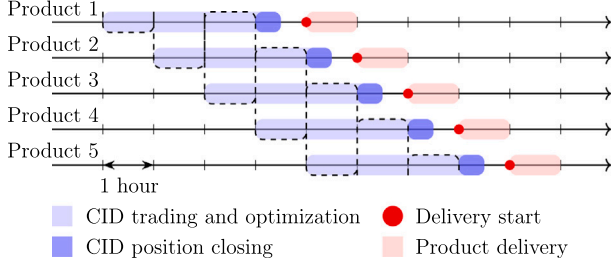 Product 1
Product 2
Product 3
Product 4
Product 5
1 hour
CID trading and optimization
Delivery start
CID position closing
Product delivery